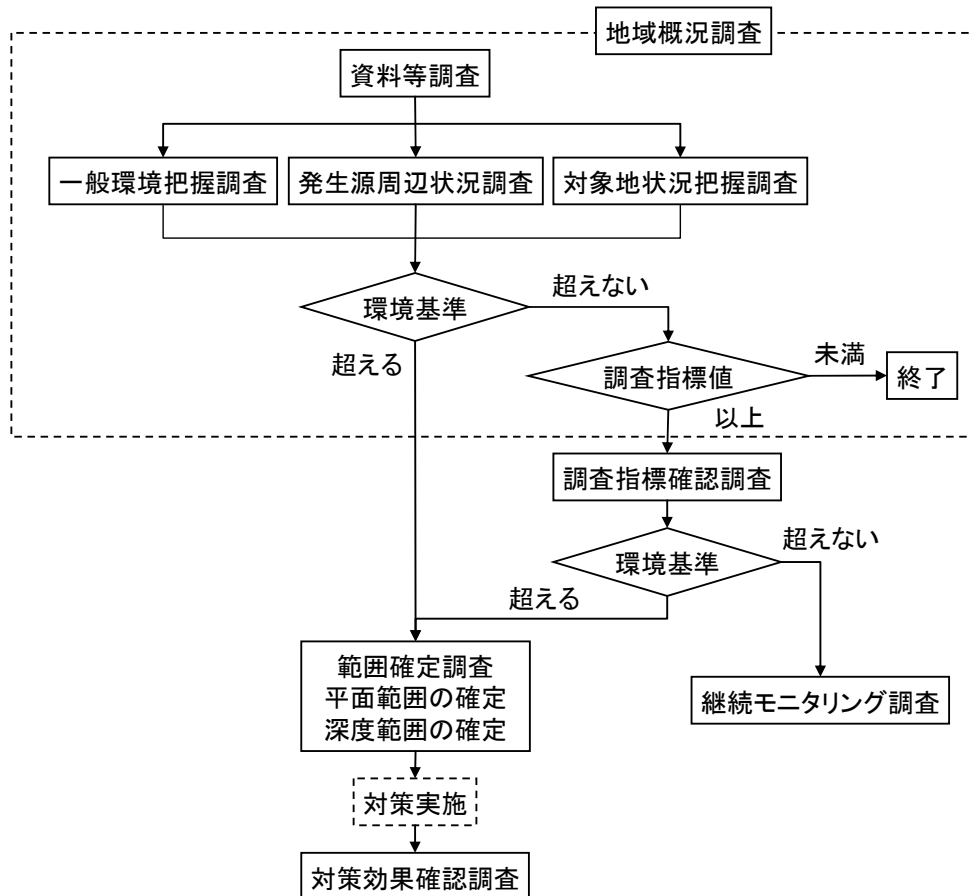 地域概況調査
資料等調査
一般環境把握調査
発生源周辺状況調査
対象地状況把握調査
環境基準
超えない
超える
調査指標値
未満
終了
以上
調査指標確認調査
環境基準
超えない
超える
範囲確定調査
平面範囲の確定
深度範囲の確定
継続モニタリング調査
対策実施
対策効果確認調査